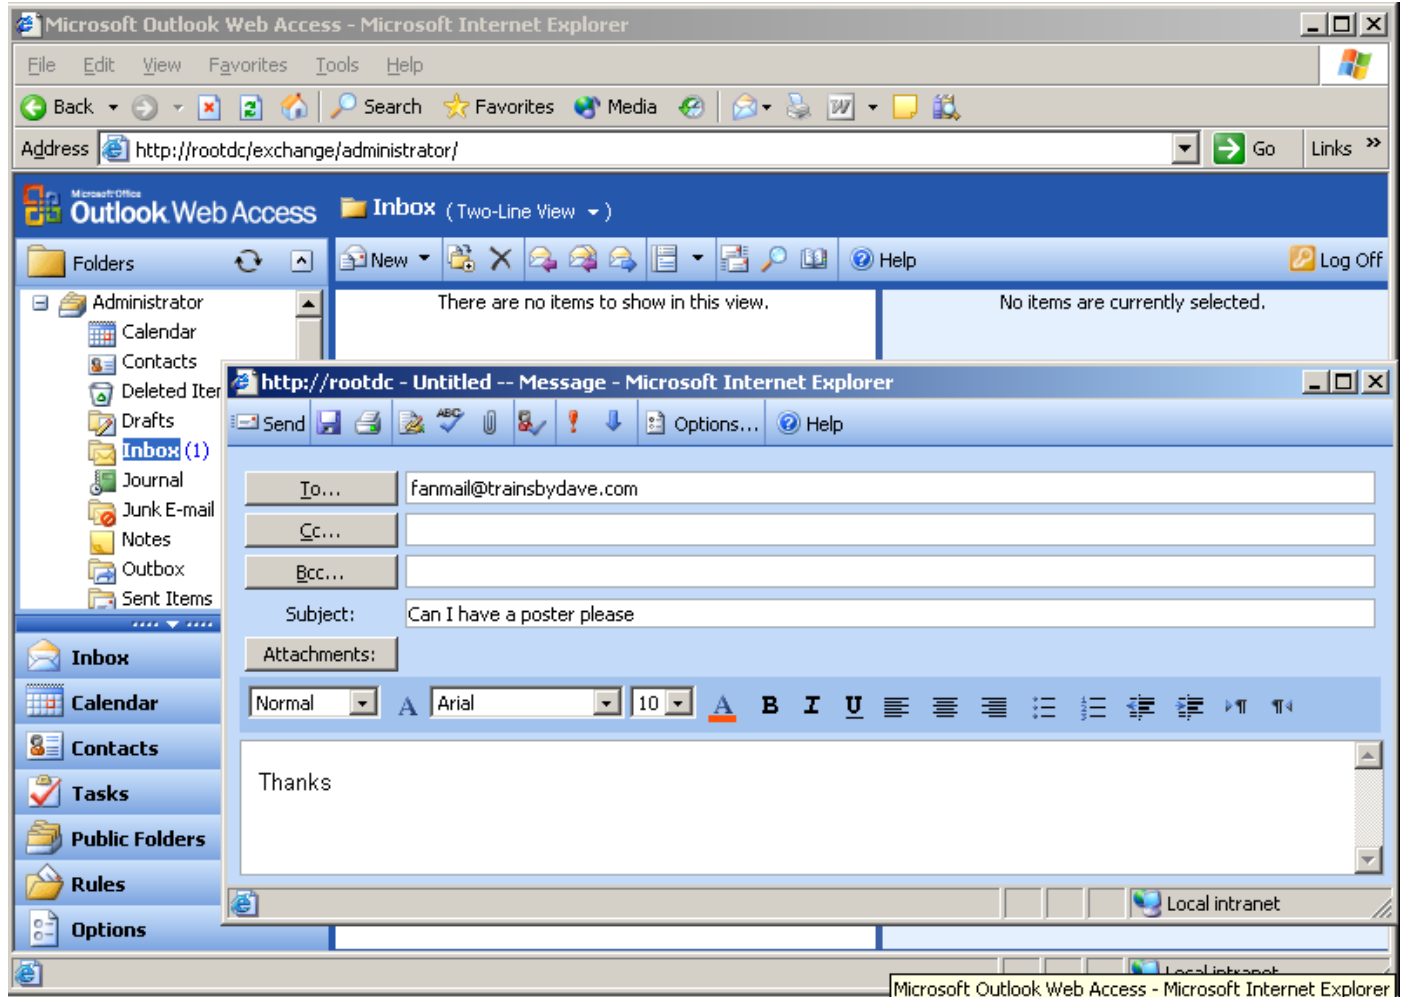 Microsoft Outlook Web Access - Microsoft Internet Explorer
File Edit View Favorites Tools Help
Back Search Favorites Media
Address http://rootdc/exchange/administrator/ Go Links »
Microsoft Office
Outlook Web Access Inbox (Two-Line View )
Folders New Help Log Off
Administrator
Calendar
Contacts
Deleted Iter
Drafts
Inbox (1)
Journal
Junk E-mail
Notes
Outbox
Sent Items
There are no items to show in this view.
No items are currently selected.
Inbox
Calendar
Contacts
Tasks
Public Folders
Rules
Options
http://rootdc - Untitled -- Message - Microsoft Internet Explorer
Send ABC Options... Help
To... fanmail@trainsbydave.com
Cc...
Bcc...
Subject: Can I have a poster please
Attachments:
Normal A Arial 10 A B I U
Thanks
Local intranet
Local intranet
Microsoft Outlook Web Access - Microsoft Internet Explorer